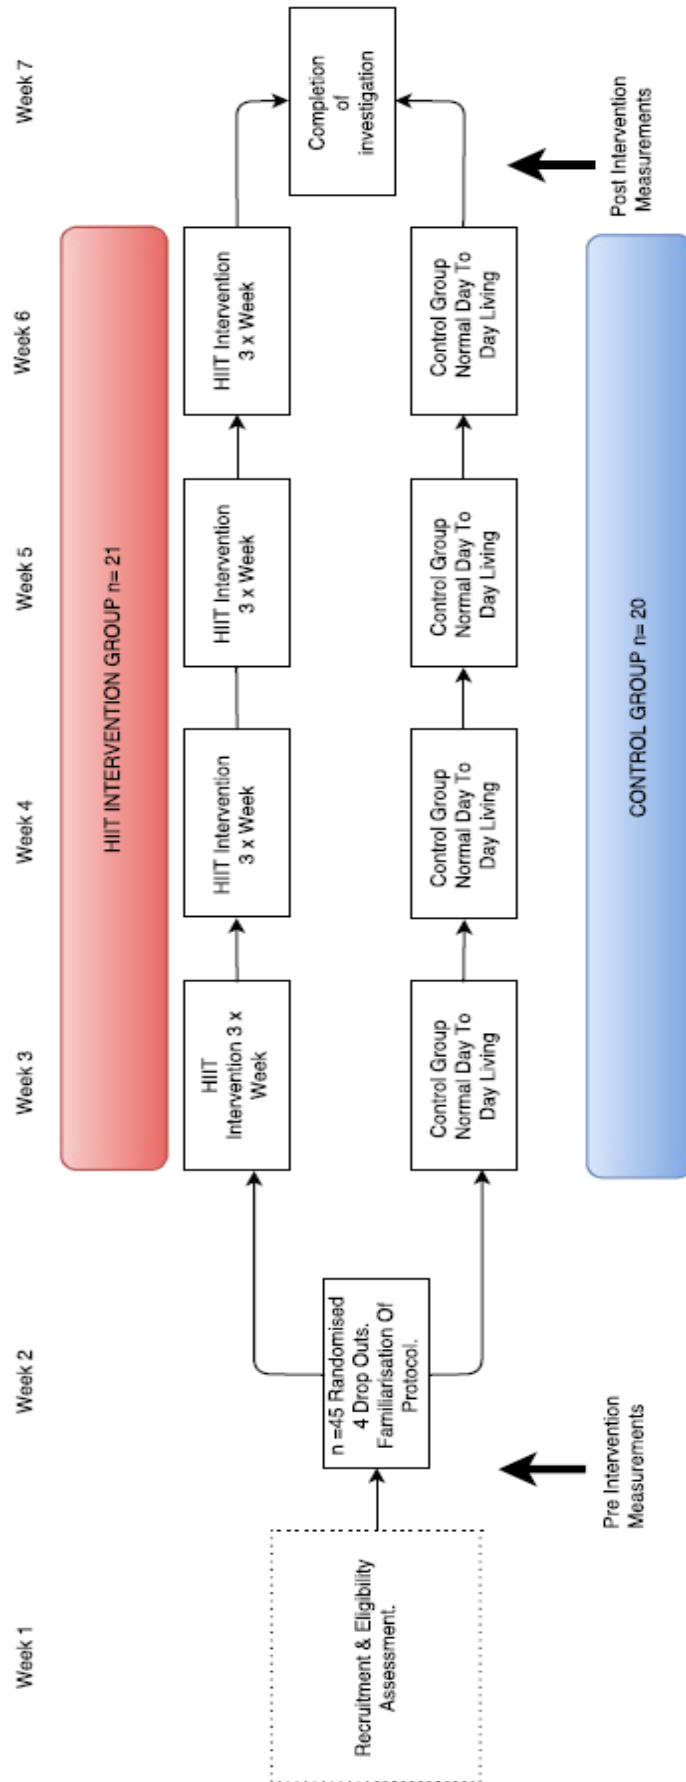 Week 1
Week 2
Week 3
Week 4
Week 5
Week 6
Week 7
HIIT INTERVENTION GROUP n= 21
Recruitment & Eligibility
Assessment.
n =45 Randomised
4 Drop Outs.
Familiarisation Of
Protocol.
HIIT
Intervention 3 x
Week
HIIT Intervention
3 x Week
HIIT Intervention
3 x Week
HIIT Intervention
3 x Week
Completion
of
investigation
Control Group
Normal Day To
Day Living
Control Group
Normal Day To
Day Living
Control Group
Normal Day To
Day Living
Control Group
Normal Day To
Day Living
CONTROL GROUP n= 20
Pre Intervention
Measurements
Post Intervention
Measurements